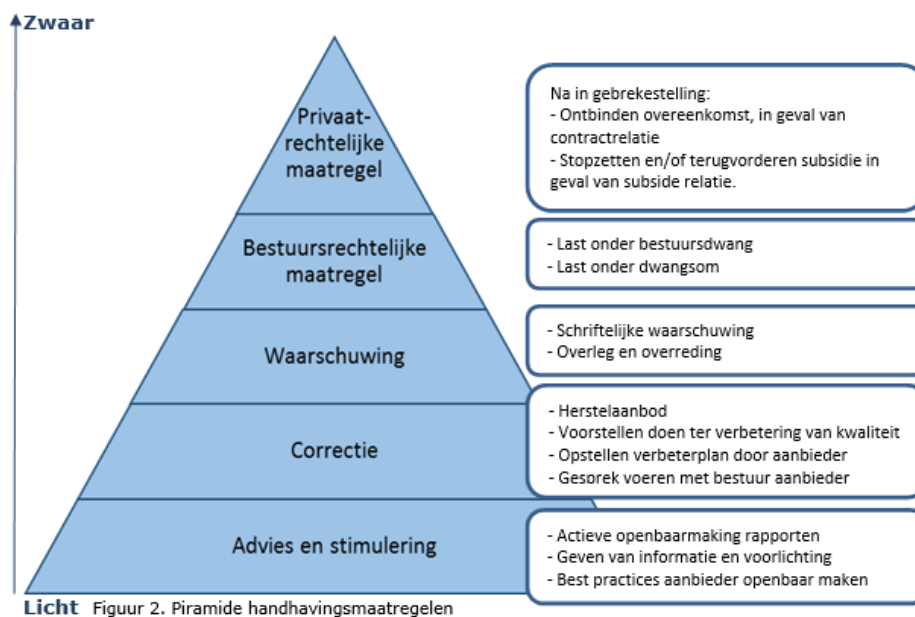 Zwaar
Privaat-
rechtelijke
maatregel
Na in gebrekestelling:
- Ontbinden overeenkomst, in geval van
contractrelatie
- Stopzetten en/of terugvorderen subsidie in
geval van subside relatie.
Bestuursrechtelijke
maatregel
- Last onder bestuursdwang
- Last onder dwangsom
Waarschuwing
- Schriftelijke waarschuwing
- Overleg en overreding
Correctie
- Herstelaanbod
- Voorstellen doen ter verbetering van kwaliteit
- Opstellen verbeterplan door aanbieder
- Gesprek voeren met bestuur aanbieder
Advies en stimulering
- Actieve openbaarmaking rapporten
- Geven van informatie en voorlichting
- Best practices aanbieder openbaar maken
Licht Figuur 2. Piramide handhavingsmaatregelen